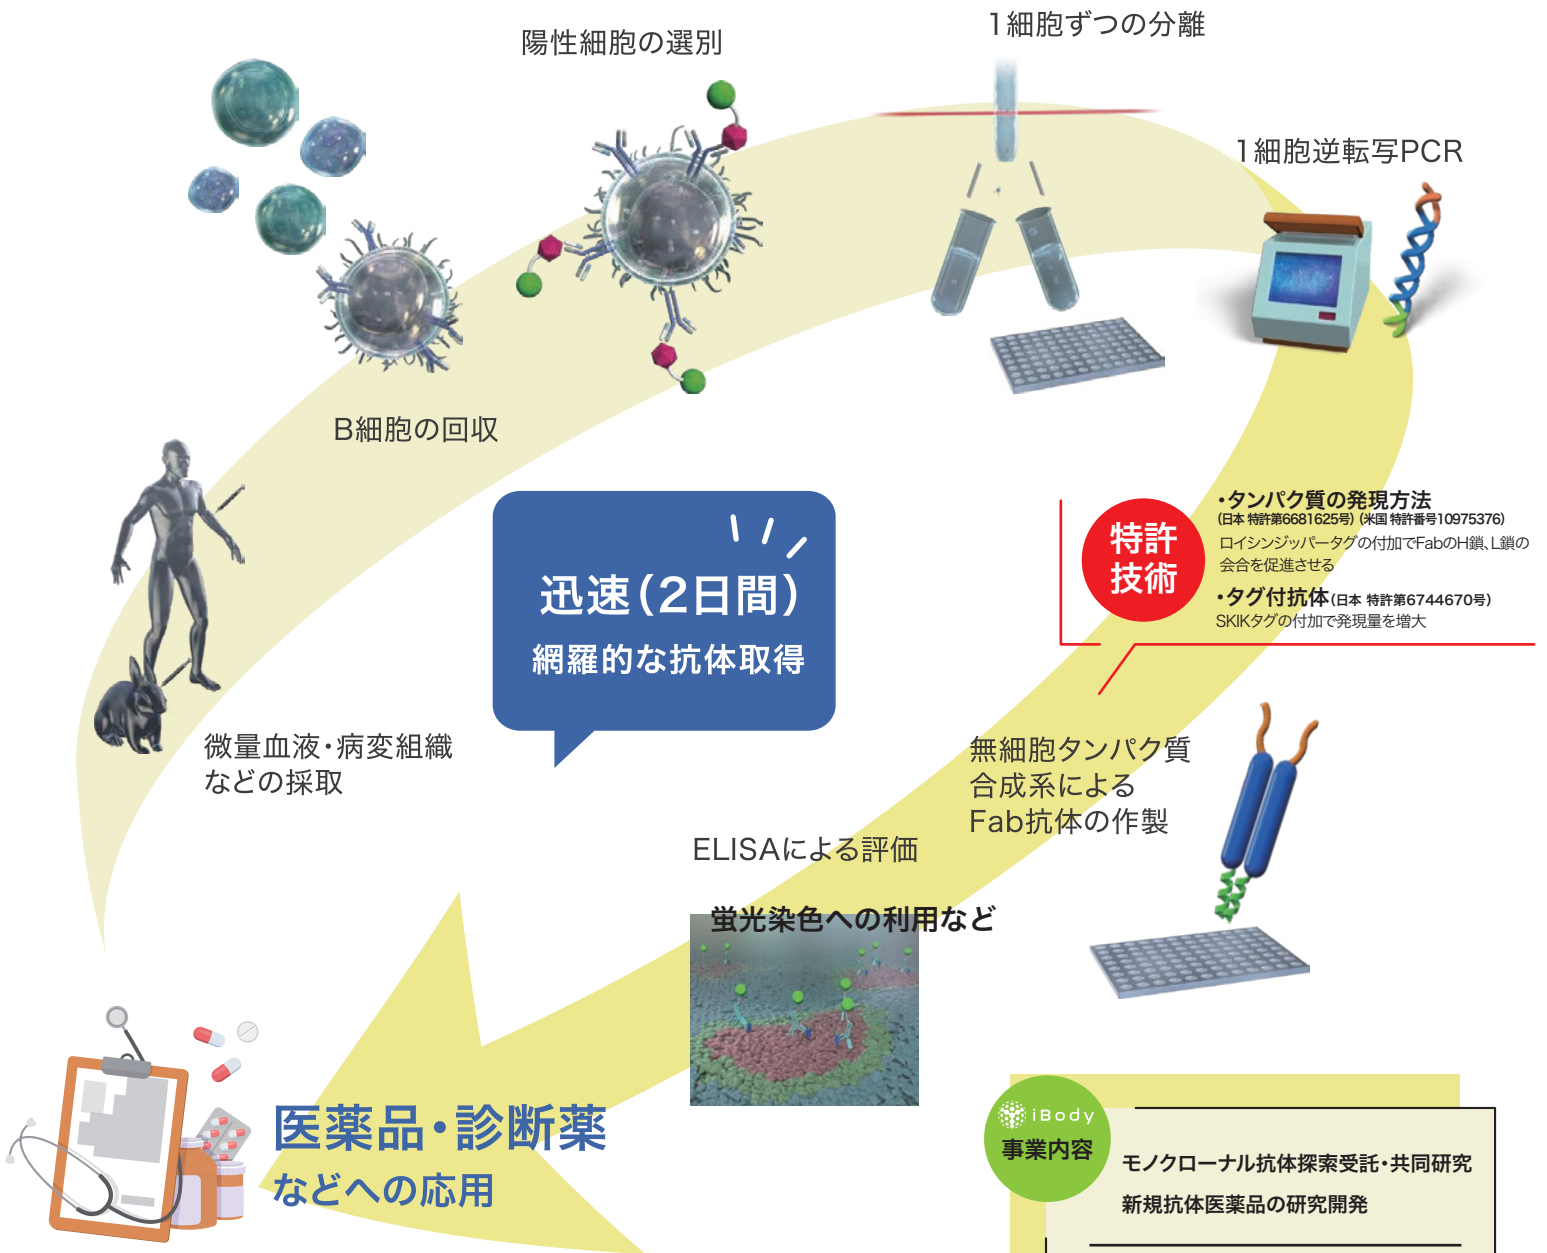 陽性細胞の選別
1細胞ずつの分離
1細胞逆転写PCR
B細胞の回収
微量血液・病変組織
などの採取
迅速(2日間)
網羅的な抗体取得
特許
技術
・タンパク質の発現方法
(日本 特許第6681625号) (米国 特許番号10975376)
ロイシンジッパータグの付加でFabのH鎖、L鎖の
会合を促進させる
・タグ付抗体(日本 特許第6744670号)
SKIKタグの付加で発現量を増大
無細胞タンパク質
合成系による
Fab抗体の作製
ELISAによる評価
蛍光染色への利用など
医薬品・診断薬
などへの応用
iBody
事業内容
モノクローナル抗体探索受託・共同研究
新規抗体医薬品の研究開発